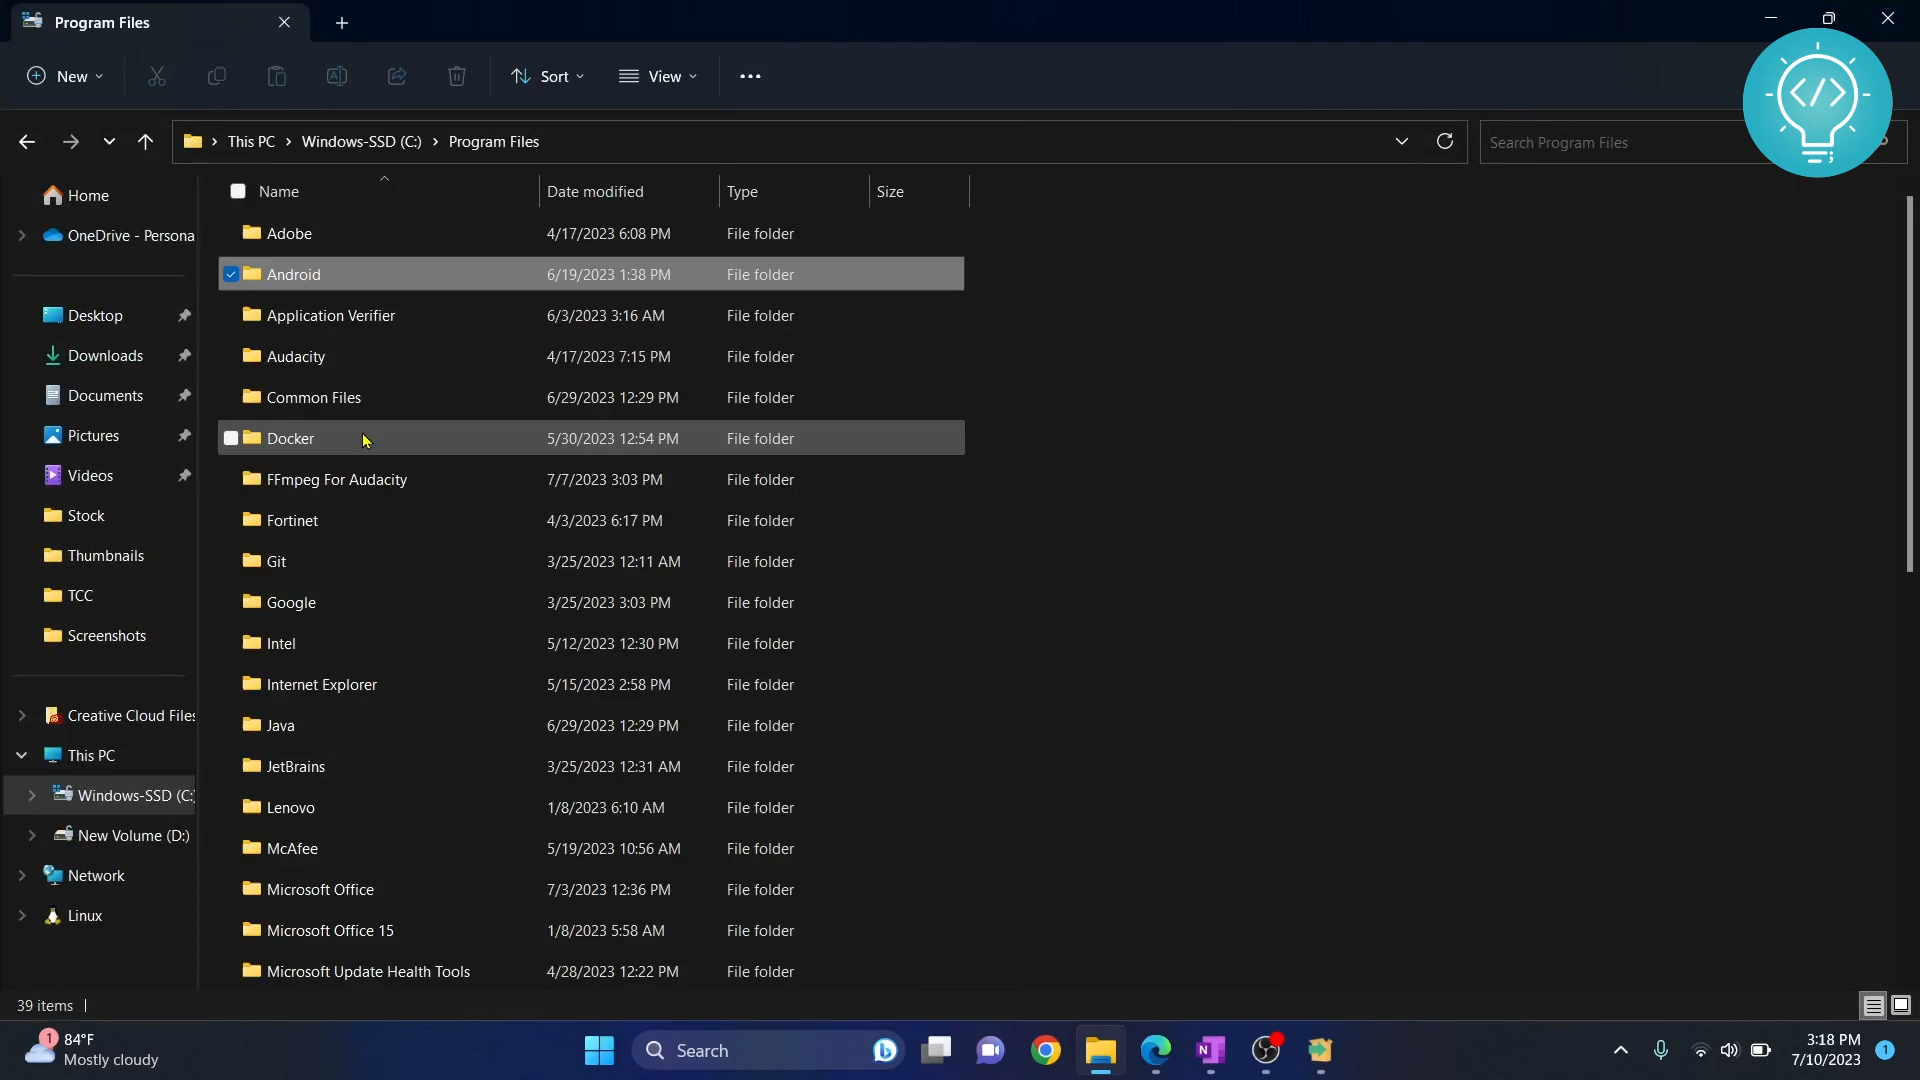 Program Files
New
Sort
View
This PC
Windows-SSD (C:)
Program Files
Search Program Files
</>
;
Home
OneDrive - Persona
Desktop
Downloads
Documents
Pictures
Videos
Stock
Thumbnails
TCC
Screenshots
Creative Cloud Files
This PC
Windows-SSD (C:)
New Volume (D:)
Network
Linux
Name Date modified Type Size
Adobe 4/17/2023 6:08 PM File folder
Android 6/19/2023 1:38 PM File folder
Application Verifier 6/3/2023 3:16 AM File folder
Audacity 4/17/2023 7:15 PM File folder
Common Files 6/29/2023 12:29 PM File folder
Docker 5/30/2023 12:54 PM File folder
FFmpeg For Audacity 7/7/2023 3:03 PM File folder
Fortinet 4/3/2023 6:17 PM File folder
Git 3/25/2023 12:11 AM File folder
Google 3/25/2023 3:03 PM File folder
Intel 5/12/2023 12:30 PM File folder
Internet Explorer 5/15/2023 2:58 PM File folder
Java 6/29/2023 12:29 PM File folder
JetBrains 3/25/2023 12:31 AM File folder
Lenovo 1/8/2023 6:10 AM File folder
McAfee 5/19/2023 10:56 AM File folder
Microsoft Office 7/3/2023 12:36 PM File folder
Microsoft Office 15 1/8/2023 5:58 AM File folder
Microsoft Update Health Tools 4/28/2023 12:22 PM File folder
39 items
1
84°F
Mostly cloudy
Search
N
3:18 PM
7/10/2023
1